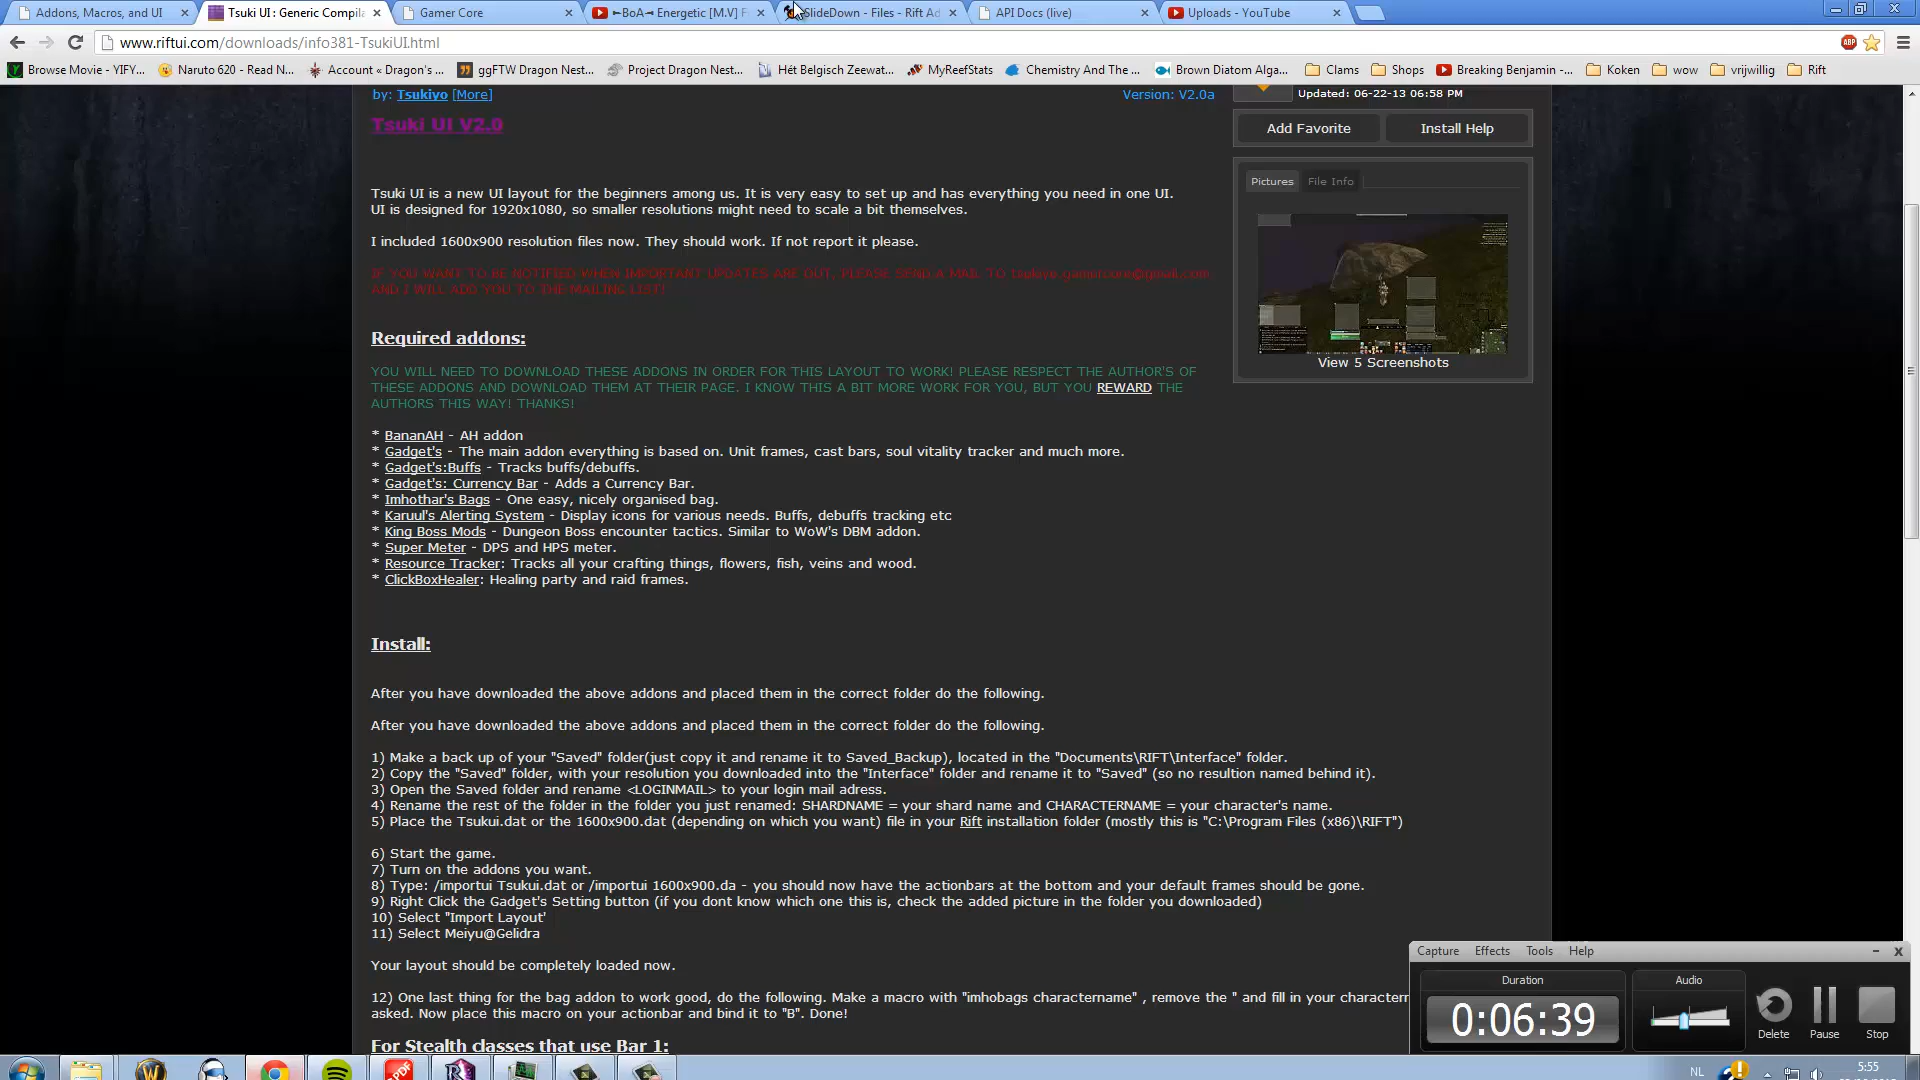 Addons, Macros, and UI
Tsuki UI : Generic Compila
Gamer Core
►BoA◄ Energetic [M.V] F
SlideDown - Files - Rift Ad
API Docs (live)
Uploads - YouTube
www.riftui.com/downloads/info381-TsukiUI.html
ABP
Browse Movie - YIFY...
Naruto 620 - Read N...
Account « Dragon's ...
ggFTW Dragon Nest...
Project Dragon Nest...
Hét Belgisch Zeewat...
MyReefStats
Chemistry And The ...
Brown Diatom Alga...
Clams
Shops
Breaking Benjamin -...
Koken
wow
vrijwillig
Rift
by: Tsukiyo [More]
Version: V2.0a
Updated: 06-22-13 06:58 PM
Tsuki UI V2.0
Add Favorite
Install Help
Pictures
File Info
View 5 Screenshots
Tsuki UI is a new UI layout for the beginners among us. It is very easy to set up and has everything you need in one UI.
UI is designed for 1920x1080, so smaller resolutions might need to scale a bit themselves.
I included 1600x900 resolution files now. They should work. If not report it please.
IF YOU WANT TO BE NOTIFIED WHEN IMPORTANT UPDATES ARE OUT, PLEASE SEND A MAIL TO
AND I WILL ADD YOU TO THE MAILING LIST!
Required addons:
YOU WILL NEED TO DOWNLOAD THESE ADDONS IN ORDER FOR THIS LAYOUT TO WORK! PLEASE RESPECT THE AUTHOR'S OF
THESE ADDONS AND DOWNLOAD THEM AT THEIR PAGE. I KNOW THIS A BIT MORE WORK FOR YOU, BUT YOU REWARD THE
AUTHORS THIS WAY! THANKS!
* BananAH - AH addon
* Gadget's - The main addon everything is based on. Unit frames, cast bars, soul vitality tracker and much more.
* Gadget's:Buffs - Tracks buffs/debuffs.
* Gadget's: Currency Bar - Adds a Currency Bar.
* Imhothar's Bags - One easy, nicely organised bag.
* Karuul's Alerting System - Display icons for various needs. Buffs, debuffs tracking etc
* King Boss Mods - Dungeon Boss encounter tactics. Similar to WoW's DBM addon.
* Super Meter - DPS and HPS meter.
* Resource Tracker: Tracks all your crafting things, flowers, fish, veins and wood.
* ClickBoxHealer: Healing party and raid frames.
Install:
After you have downloaded the above addons and placed them in the correct folder do the following.
After you have downloaded the above addons and placed them in the correct folder do the following.
1) Make a back up of your "Saved" folder(just copy it and rename it to Saved_Backup), located in the "Documents\RIFT\Interface" folder.
2) Copy the "Saved" folder, with your resolution you downloaded into the "Interface" folder and rename it to "Saved" (so no resultion named behind it).
3) Open the Saved folder and rename <LOGINMAIL> to your login mail adress.
4) Rename the rest of the folder in the folder you just renamed: SHARDNAME = your shard name and CHARACTERNAME = your character's name.
5) Place the Tsukui.dat or the 1600x900.dat (depending on which you want) file in your Rift installation folder (mostly this is "C:\Program Files (x86)\RIFT")
6) Start the game.
7) Turn on the addons you want.
8) Type: /importui Tsukui.dat or /importui 1600x900.da - you should now have the actionbars at the bottom and your default frames should be gone.
9) Right Click the Gadget's Setting button (if you dont know which one this is, check the added picture in the folder you downloaded)
10) Select "Import Layout'
11) Select Meiyu@Gelidra
Your layout should be completely loaded now.
12) One last thing for the bag addon to work good, do the following. Make a macro with "imhobags charactername" , remove the " and fill in your charactern
asked. Now place this macro on your actionbar and bind it to "B". Done!
For Stealth classes that use Bar 1:
Capture
Effects
Tools
Help
Duration
0:06:39
Audio
Delete
Pause
Stop
NL
5:55